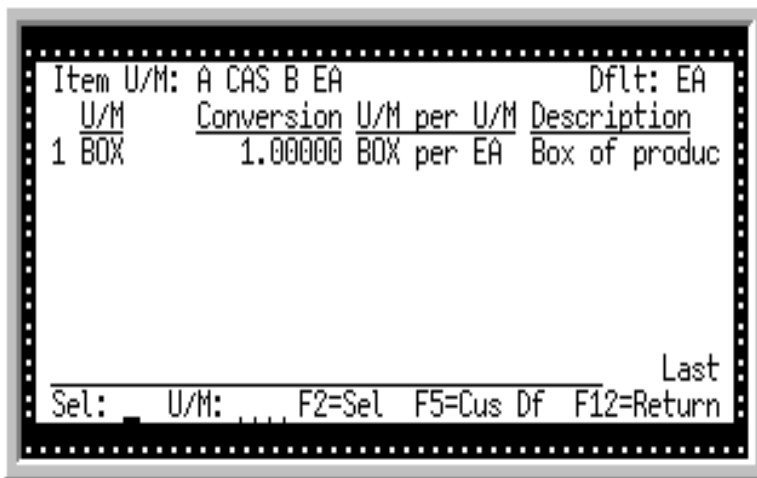 Item U/M: A CAS B EA Dflt: EA
U/M Conversion U/M per U/M Description
1 BOX 1.00000 BOX per EA Box of produc
Last
Sel: _ U/M: .... F2=Sel F5=Cus Df F12=Return